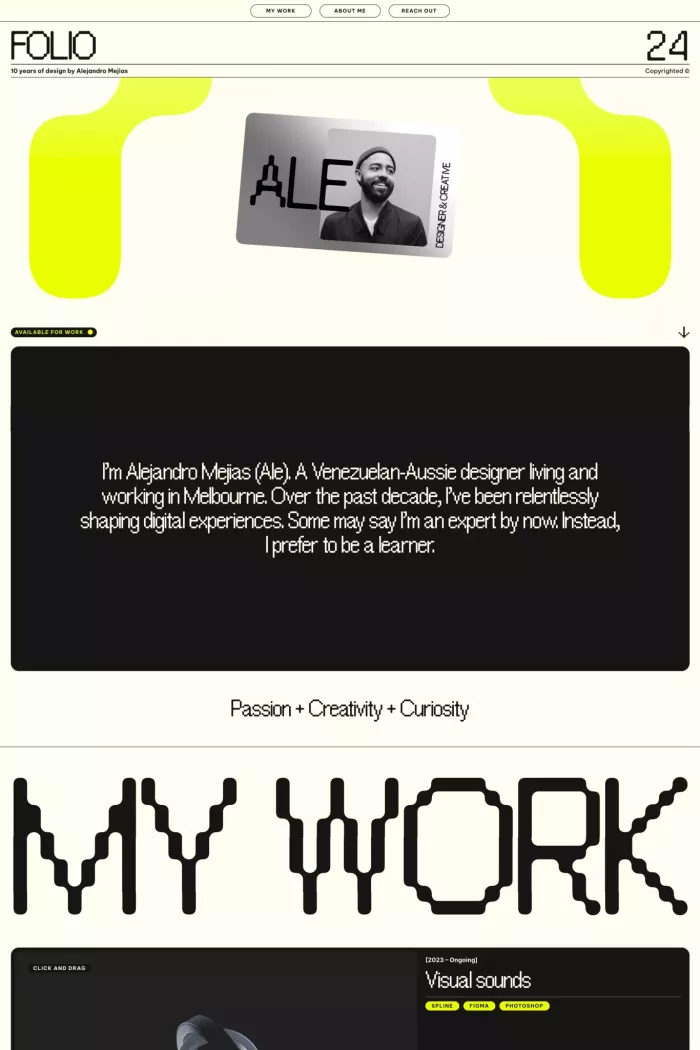 MY WORK
ABOUT ME
REACH OUT
FOLIO
24
10 years of design by Alejandro Mejias
Copyrighted ©
ALE
DESIGNER & CREATIVE
AVAILABLE FOR WORK
I'm Alejandro Mejias (Ale). A Venezuelan-Aussie designer living and
working in Melbourne. Over the past decade, I've been relentlessly
shaping digital experiences. Some may say I'm an expert by now. Instead,
I prefer to be a learner.
Passion + Creativity + Curiosity
MY WORK
CLICK AND DRAG
[2023 – Ongoing]
Visual sounds
SPLINE
FIGMA
PHOTOSHOP